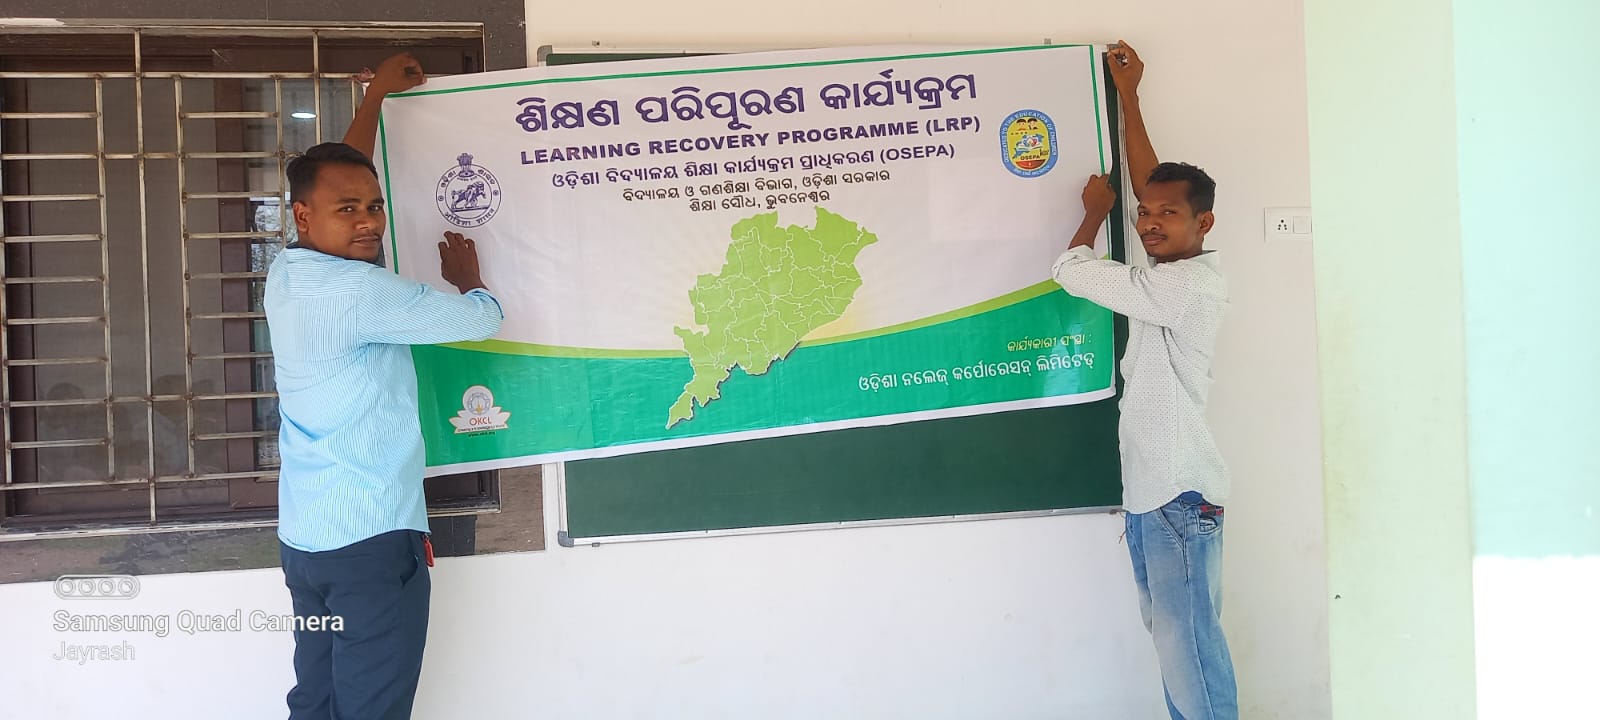 ଶିକ୍ଷଣ ପରିପୂରଣ କାର୍ଯ୍ୟକ୍ରମ
LEARNING RECOVERY PROGRAMME (LRP)
ଓଡ଼ିଶା ବିଦ୍ୟାଳୟ ଶିକ୍ଷା କାର୍ଯ୍ୟକ୍ରମ ପ୍ରାଧିକରଣ (OSEPA)
ବିଦ୍ୟାଳୟ ଓ ଗଣଶିକ୍ଷା ବିଭାଗ, ଓଡ଼ିଶା ସରକାର
ଶିକ୍ଷା ସୌଧ, ଭୁବନେଶ୍ୱର
OSEPA
କାର୍ଯ୍ୟକାରୀ ସଂସ୍ଥା :
ଓଡ଼ିଶା ନଲେଜ୍ କର୍ପୋରେସନ୍ ଲିମିଟେଡ୍
OKCL
Samsung Quad Camera
Jayrash